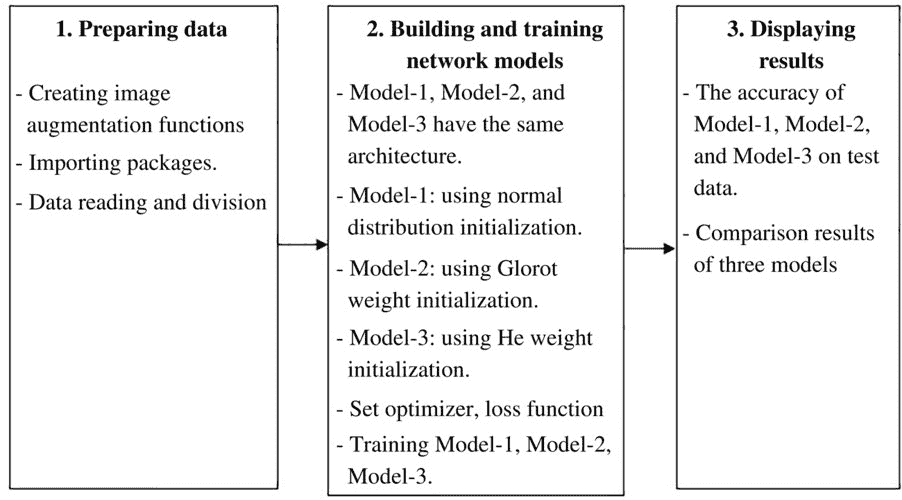 1. Preparing data
- Creating image
augmentation functions
- Importing packages.
- Data reading and division
2. Building and training
network models
- Model-1, Model-2, and
Model-3 have the same
architecture.
- Model-1: using normal
distribution initialization.
- Model-2: using Glorot
weight initialization.
- Model-3: using He weight
initialization.
- Set optimizer, loss function
- Training Model-1, Model-2,
Model-3.
3. Displaying
results
- The accuracy of
Model-1, Model-2,
and Model-3 on test
data.
- Comparison results
of three models